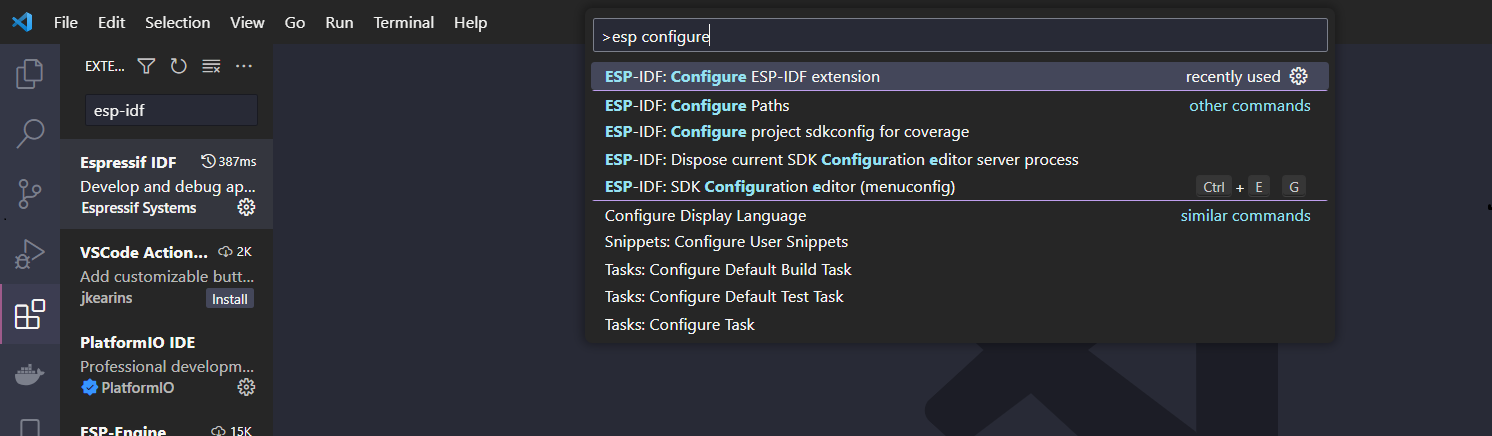 File Edit Selection View Go Run Terminal Help
>esp configure
ESP-IDF: Configure ESP-IDF extension recently used
ESP-IDF: Configure Paths other commands
ESP-IDF: Configure project sdkconfig for coverage
ESP-IDF: Dispose current SDK Configuration editor server process
ESP-IDF: SDK Configuration editor (menuconfig) Ctrl + E G
Configure Display Language similar commands
Snippets: Configure User Snippets
Tasks: Configure Default Build Task
Tasks: Configure Default Test Task
Tasks: Configure Task
EXTE...
esp-idf
Espressif IDF 387ms
Develop and debug ap...
Espressif Systems
VSCode Action... 2K
Add customizable butt...
jkearins Install
PlatformIO IDE
Professional developm...
PlatformIO
ESP-Engine 15K